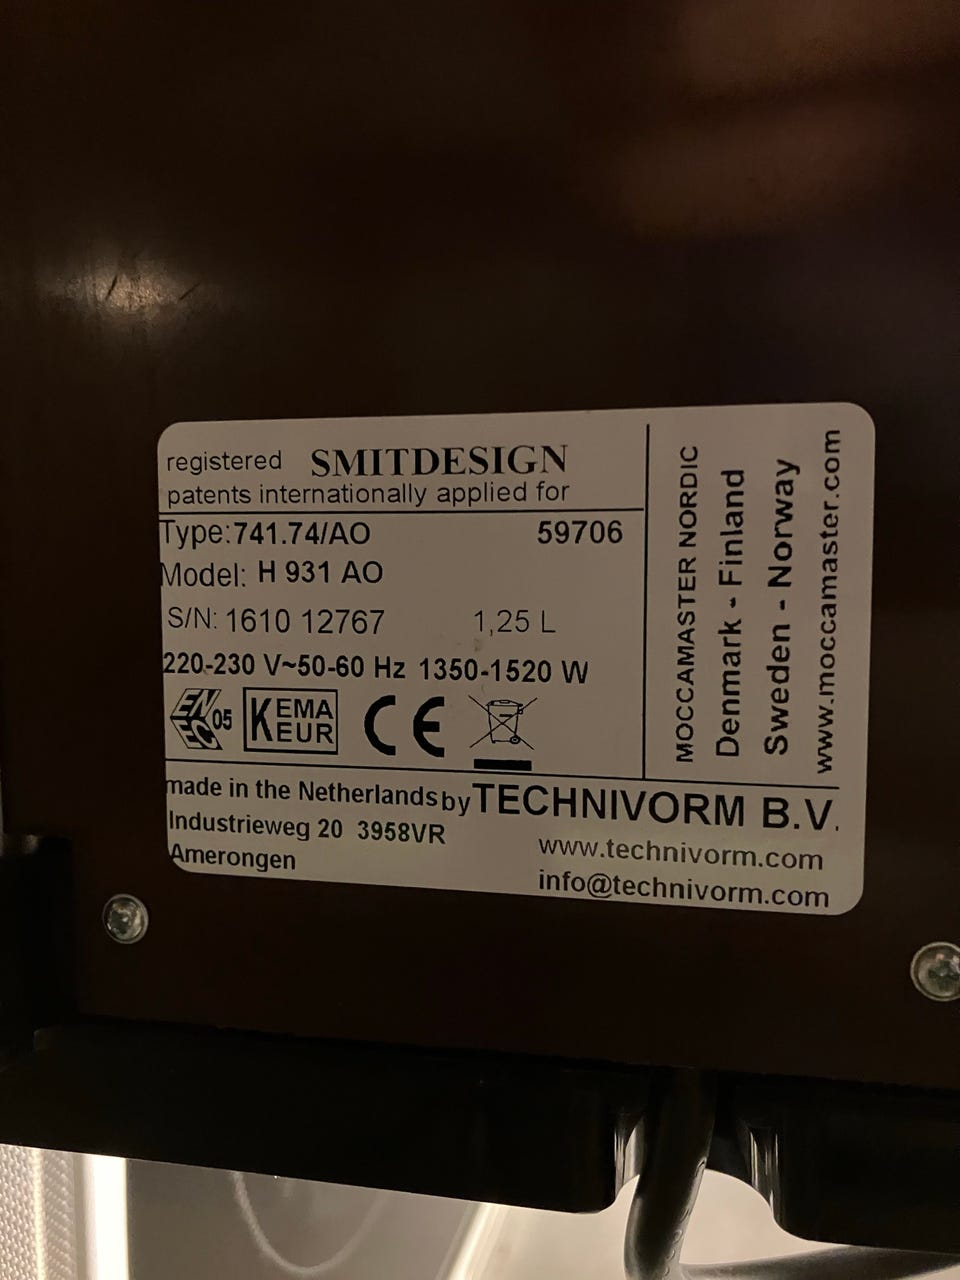 registered SMITDESIGN
patents internationally applied for
Type:741.74/AO 59706
Model: H 931 AO
S/N: 1610 12767 1,25 L
220-230 V~50-60 Hz 1350-1520 W
ENEC 05 KEMA KEUR CE
made in the Netherlands by TECHNIVORM B.V.
Industrieweg 20 3958VR
Amerongen
www.technivorm.com
info@technivorm.com
MOCCAMASTER NORDIC
Denmark - Finland
Sweden - Norway
www.moccamaster.com